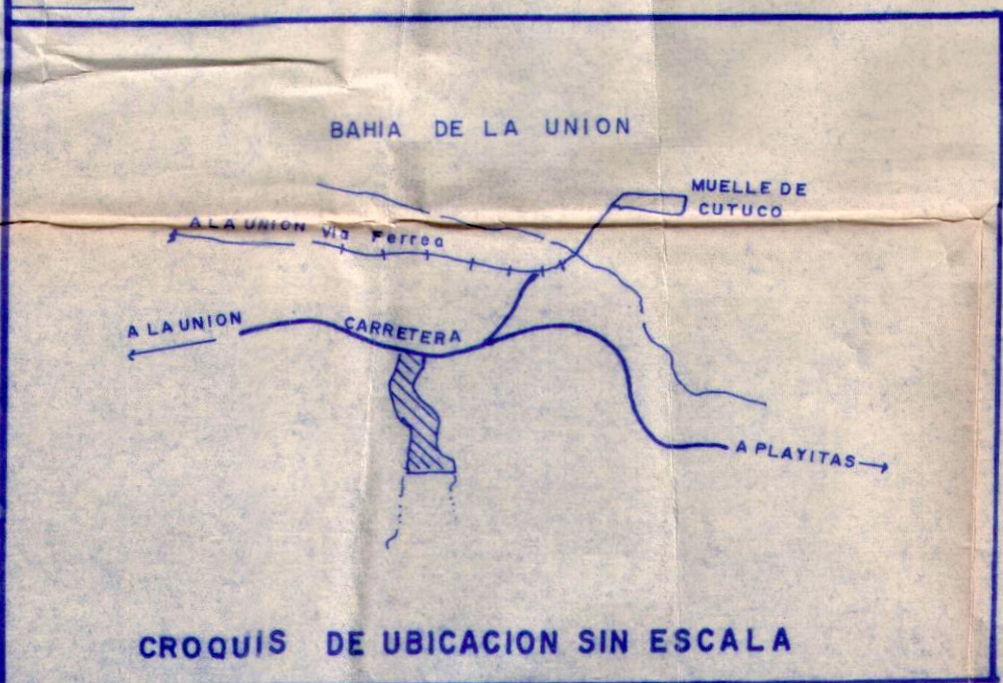 BAHIA DE LA UNION
MUELLE DE
CUTUCO
A LA UNION Via Ferrea
A LA UNION
CARRETERA
A PLAYITAS
CROQUIS DE UBICACION SIN ESCALA